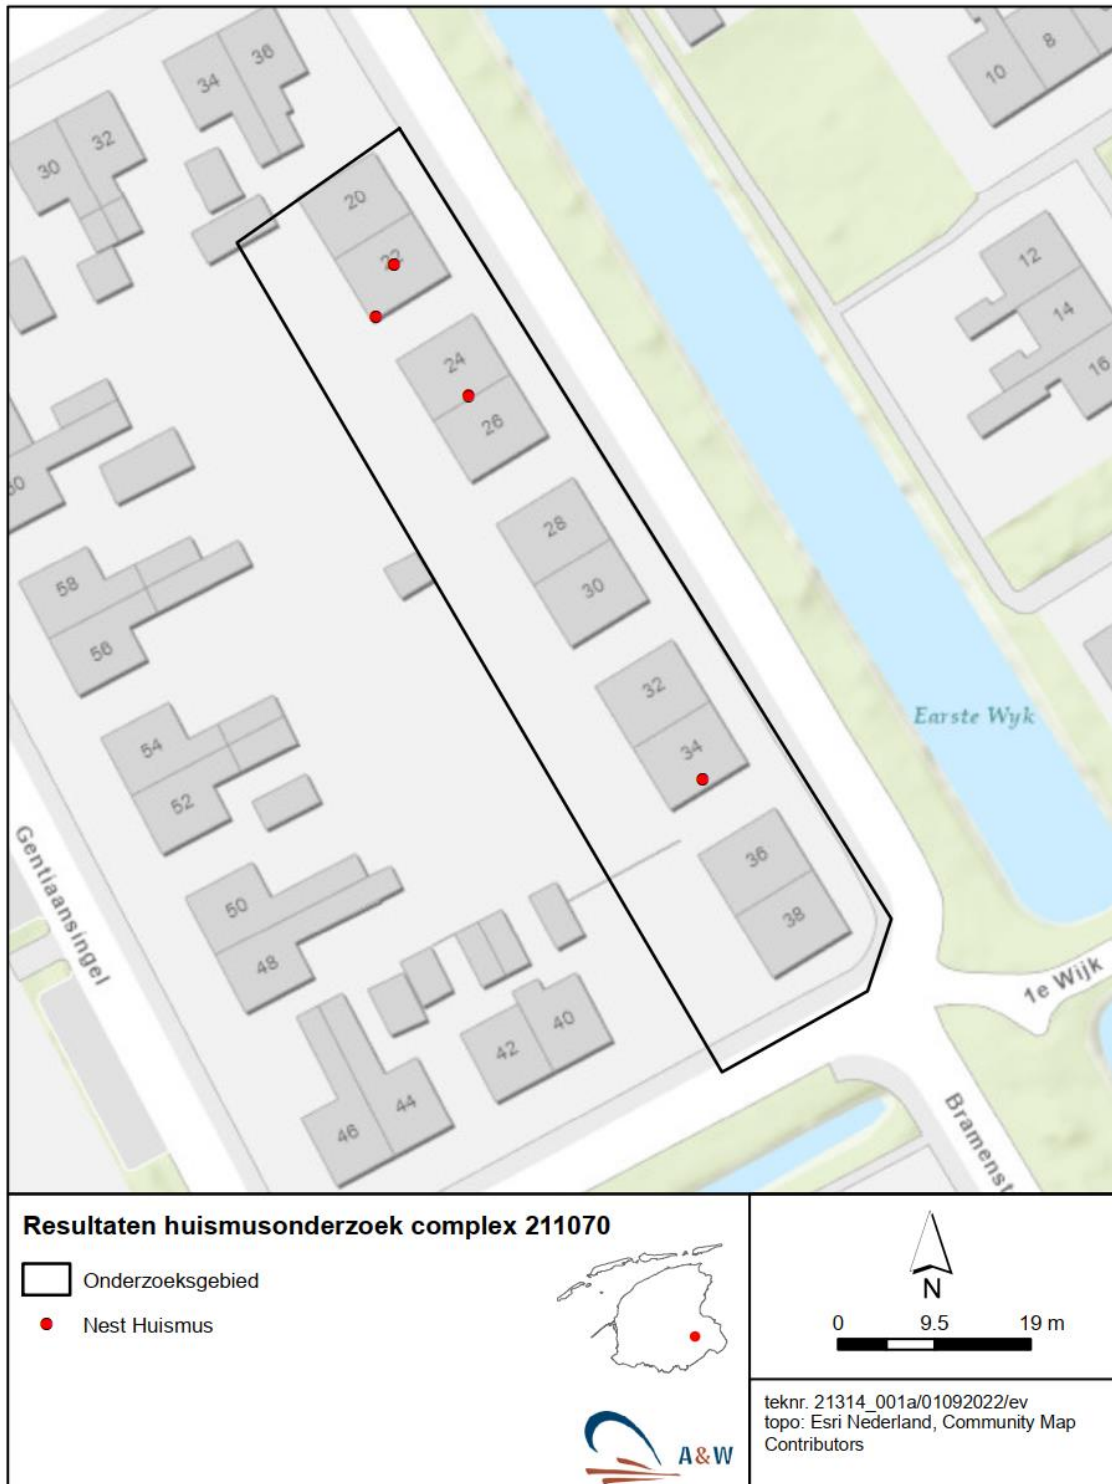 36
34
8
10
32
30
20
12
22
14
24
16
26
28
58
30
56
32
Earste Wyk
54
34
52
Gentiaansingel
36
50
38
48
1e Wijk
40
42
44
46
Bramenst
Resultaten huismusonderzoek complex 211070
Onderzoeksgebied
Nest Huismus
A&W
N
0 9.5 19 m
teknr. 21314_001a/01092022/ev
topo: Esri Nederland, Community Map
Contributors